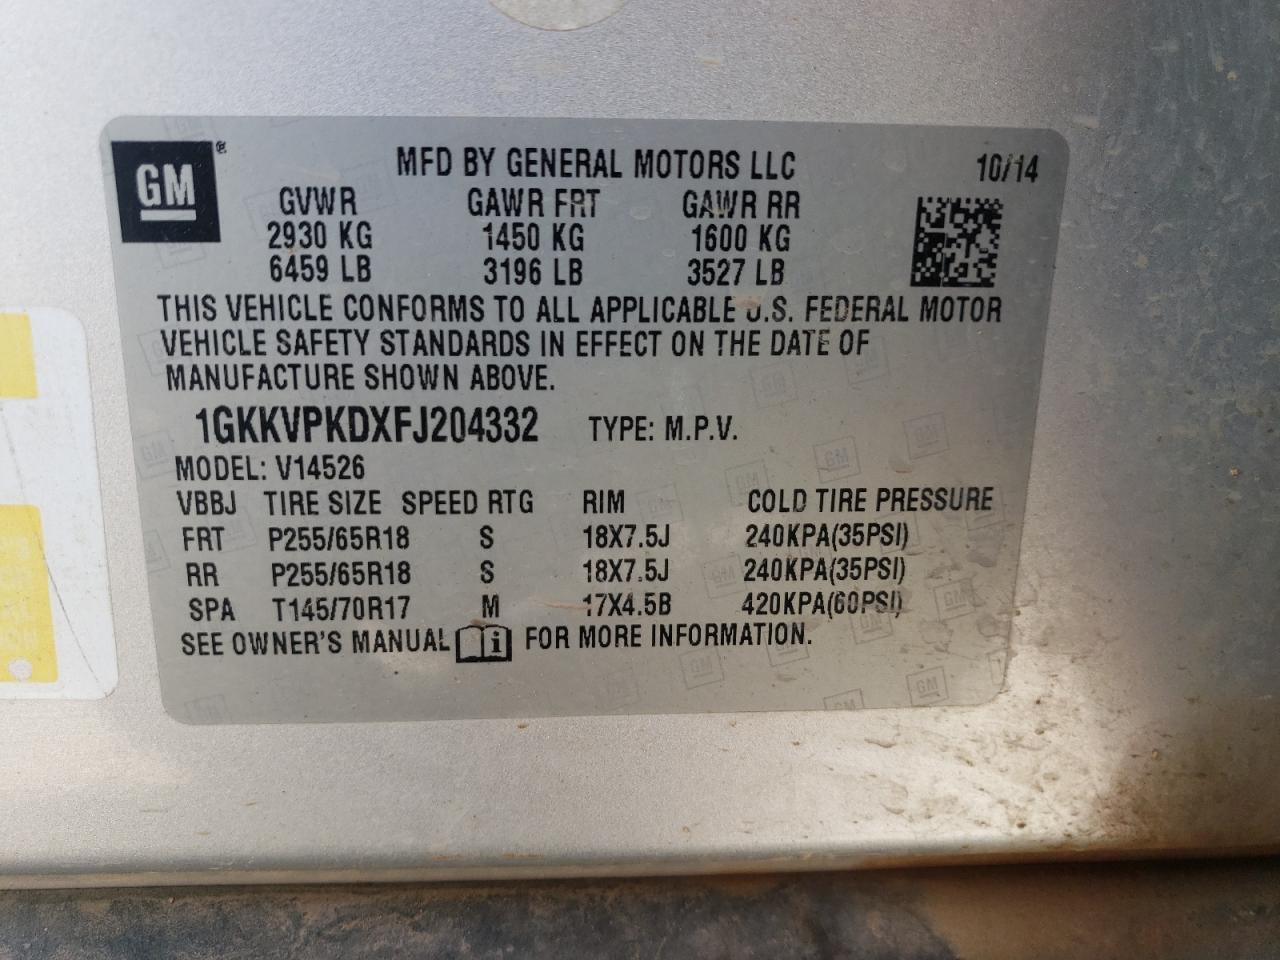 GM ® MFD BY GENERAL MOTORS LLC 10/14
GVWR GAWR FRT GAWR RR
2930 KG 1450 KG 1600 KG
6459 LB 3196 LB 3527 LB
THIS VEHICLE CONFORMS TO ALL APPLICABLE U.S. FEDERAL MOTOR
VEHICLE SAFETY STANDARDS IN EFFECT ON THE DATE OF
MANUFACTURE SHOWN ABOVE.
1GKKVPKDXFJ204332 TYPE: M.P.V.
MODEL: V14526
VBBJ TIRE SIZE SPEED RTG RIM COLD TIRE PRESSURE
FRT P255/65R18 S 18X7.5J 240KPA(35PSI)
RR P255/65R18 S 18X7.5J 240KPA(35PSI)
SPA T145/70R17 M 17X4.5B 420KPA(60PSI)
SEE OWNER'S MANUAL i FOR MORE INFORMATION.